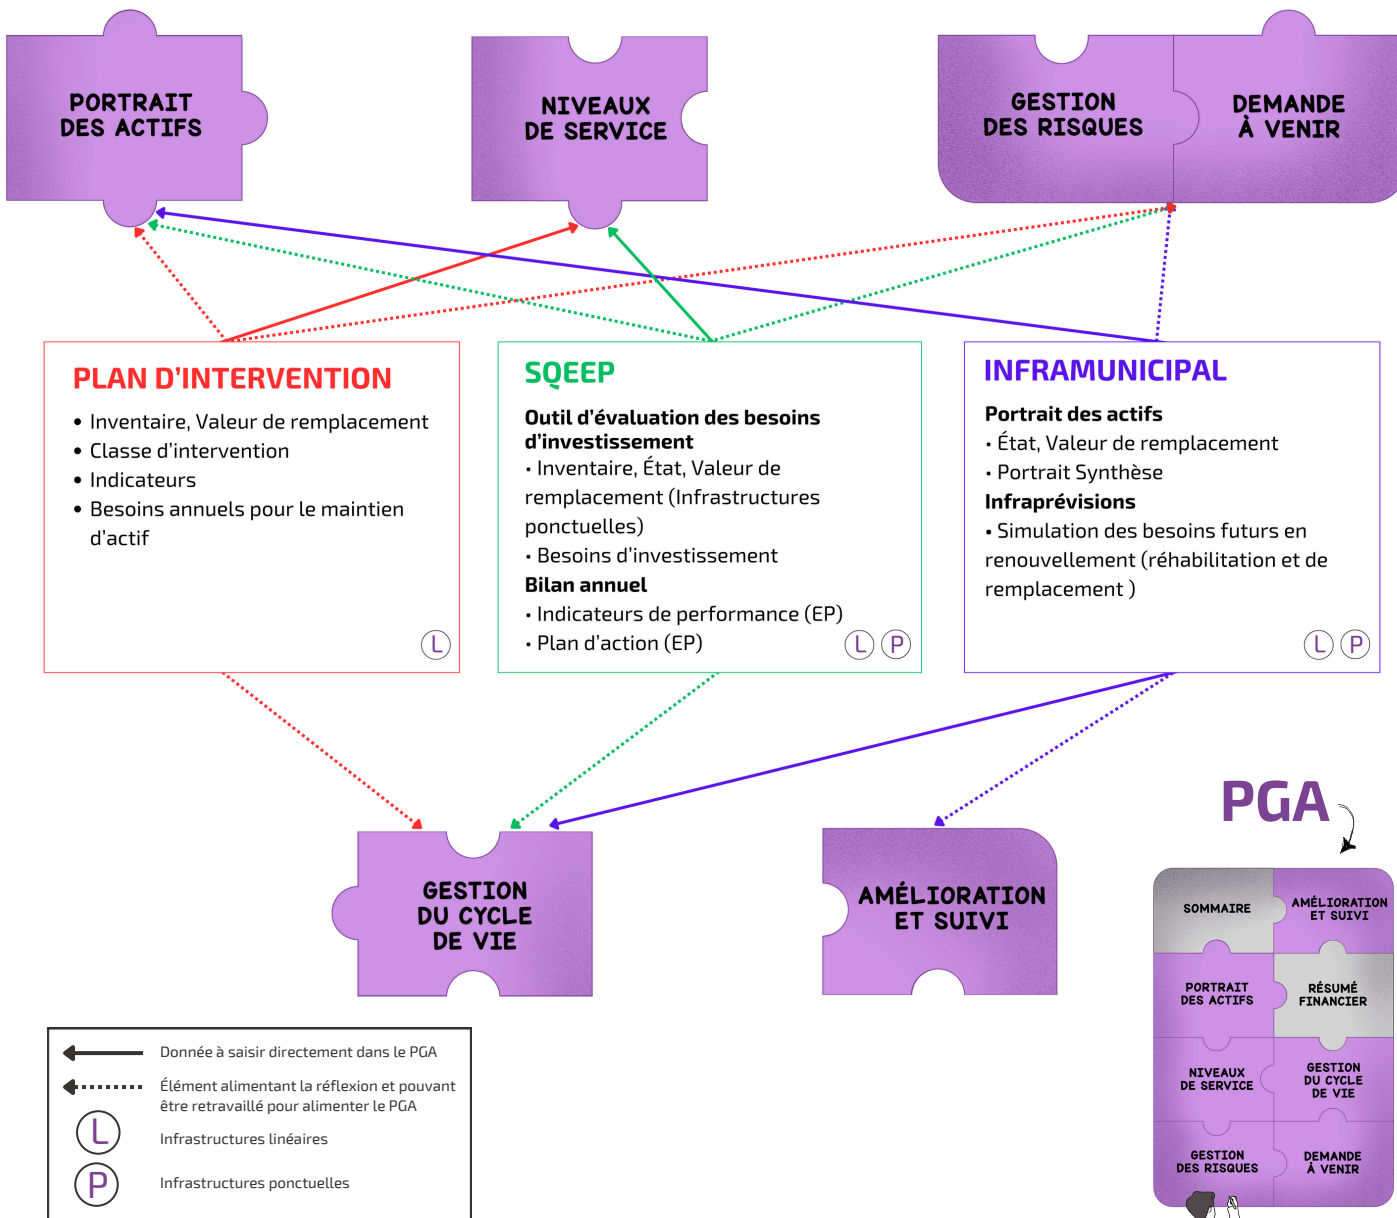 PORTRAIT
DES ACTIFS
NIVEAUX
DE SERVICE
GESTION
DES RISQUES
DEMANDE
À VENIR
PLAN D'INTERVENTION
• Inventaire, Valeur de remplacement
• Classe d'intervention
• Indicateurs
• Besoins annuels pour le maintien
d'actif
L
SQEEP
Outil d'évaluation des besoins
d'investissement
• Inventaire, État, Valeur de
remplacement (Infrastructures
ponctuelles)
• Besoins d'investissement
Bilan annuel
• Indicateurs de performance (EP)
• Plan d'action (EP)
L P
INFRAMUNICIPAL
Portrait des actifs
• État, Valeur de remplacement
• Portrait Synthèse
Infraprévisions
• Simulation des besoins futurs en
renouvellement (réhabilitation et de
remplacement )
L P
GESTION
DU CYCLE
DE VIE
AMÉLIORATION
ET SUIVI
PGA
SOMMAIRE
AMÉLIORATION
ET SUIVI
PORTRAIT
DES ACTIFS
RÉSUMÉ
FINANCIER
NIVEAUX
DE SERVICE
GESTION
DU CYCLE
DE VIE
GESTION
DES RISQUES
DEMANDE
À VENIR
Donnée à saisir directement dans le PGA
Élément alimentant la réflexion et pouvant
être retravaillé pour alimenter le PGA
L Infrastructures linéaires
P Infrastructures ponctuelles